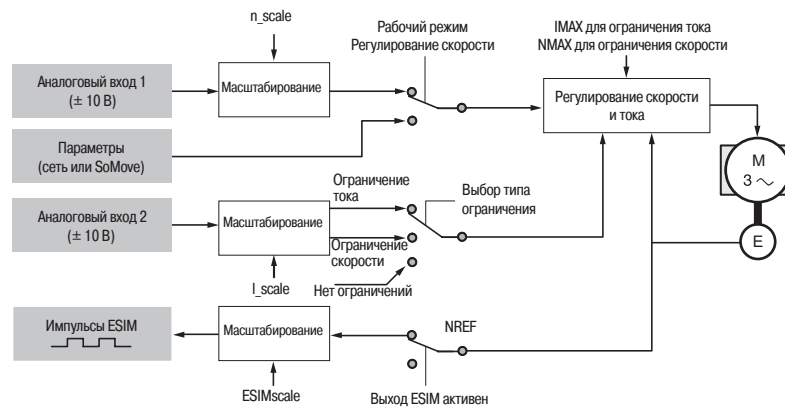 n_scale
Рабочий режим
Регулирование скорости
IMAX для ограничения тока
NMAX для ограничения скорости
Аналоговый вход 1
(± 10 В)
Масштабирование
Регулирование скорости
и тока
Параметры
(сеть или SoMove)
M
3 ~
Ограничение
тока
Выбор типа
ограничения
Аналоговый вход 2
(± 10 В)
Масштабирование
Ограничение
скорости
E
I_scale
Нет ограничений
Импульсы ESIM
Масштабирование
NREF
ESIMscale
Выход ESIM активен